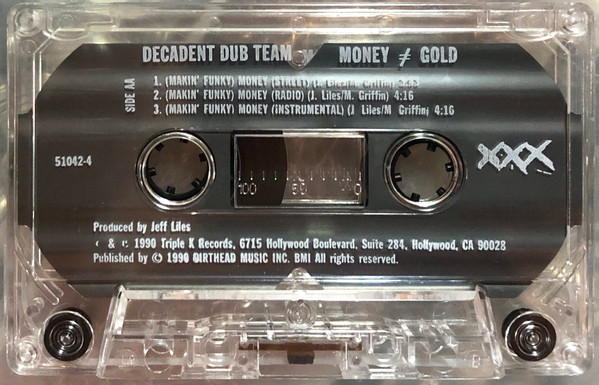 DECADENT DUB TEAM MONEY ≠ GOLD
SIDE AA
1. (MAKIN' FUNKY) MONEY (STREET) (J. Liles/M. Griffin)
2. (MAKIN' FUNKY) MONEY (RADIO) (J. Liles/M. Griffin) 4:16
3. (MAKIN' FUNKY) MONEY (INSTRUMENTAL) (J. Liles/M. Griffin) 4:16
51042-4
XXX
100 50 0
Produced by Jeff Liles
& 1990 Triple X Records, 6715 Hollywood Boulevard, Suite 284, Hollywood, CA 90028
Published by © 1990 DIRTHEAD MUSIC INC. BMI All rights reserved.